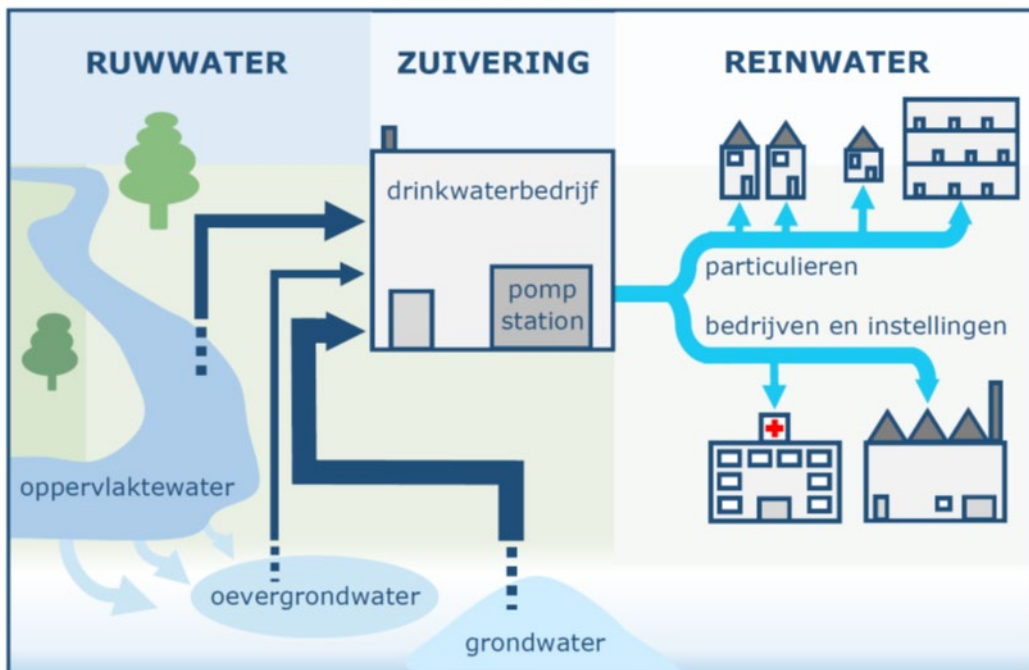 RUWWATER
ZUIVERING
REINWATER
drinkwaterbedrijf
pomp
station
particulieren
bedrijven en instellingen
oppervlaktewater
oevergrondwater
grondwater